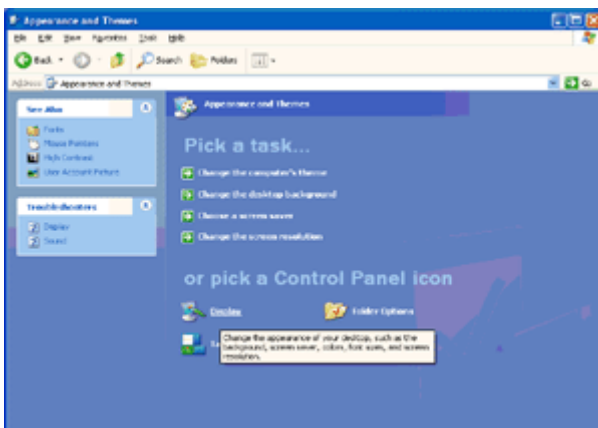 Appearance and Themes
File Edit View Favorites Tools Help
Back Search Folders
Address Appearance and Themes Go
See Also
Fonts
Mouse Pointers
High Contrast
User Account Picture
Troubleshooters
Display
Sound
Appearance and Themes
Pick a task...
Change the computer's theme
Change the desktop background
Choose a screen saver
Change the screen resolution
or pick a Control Panel icon
Display Folder Options
Change the appearance of your desktop, such as the
background, screen saver, colors, font sizes, and screen
resolution.